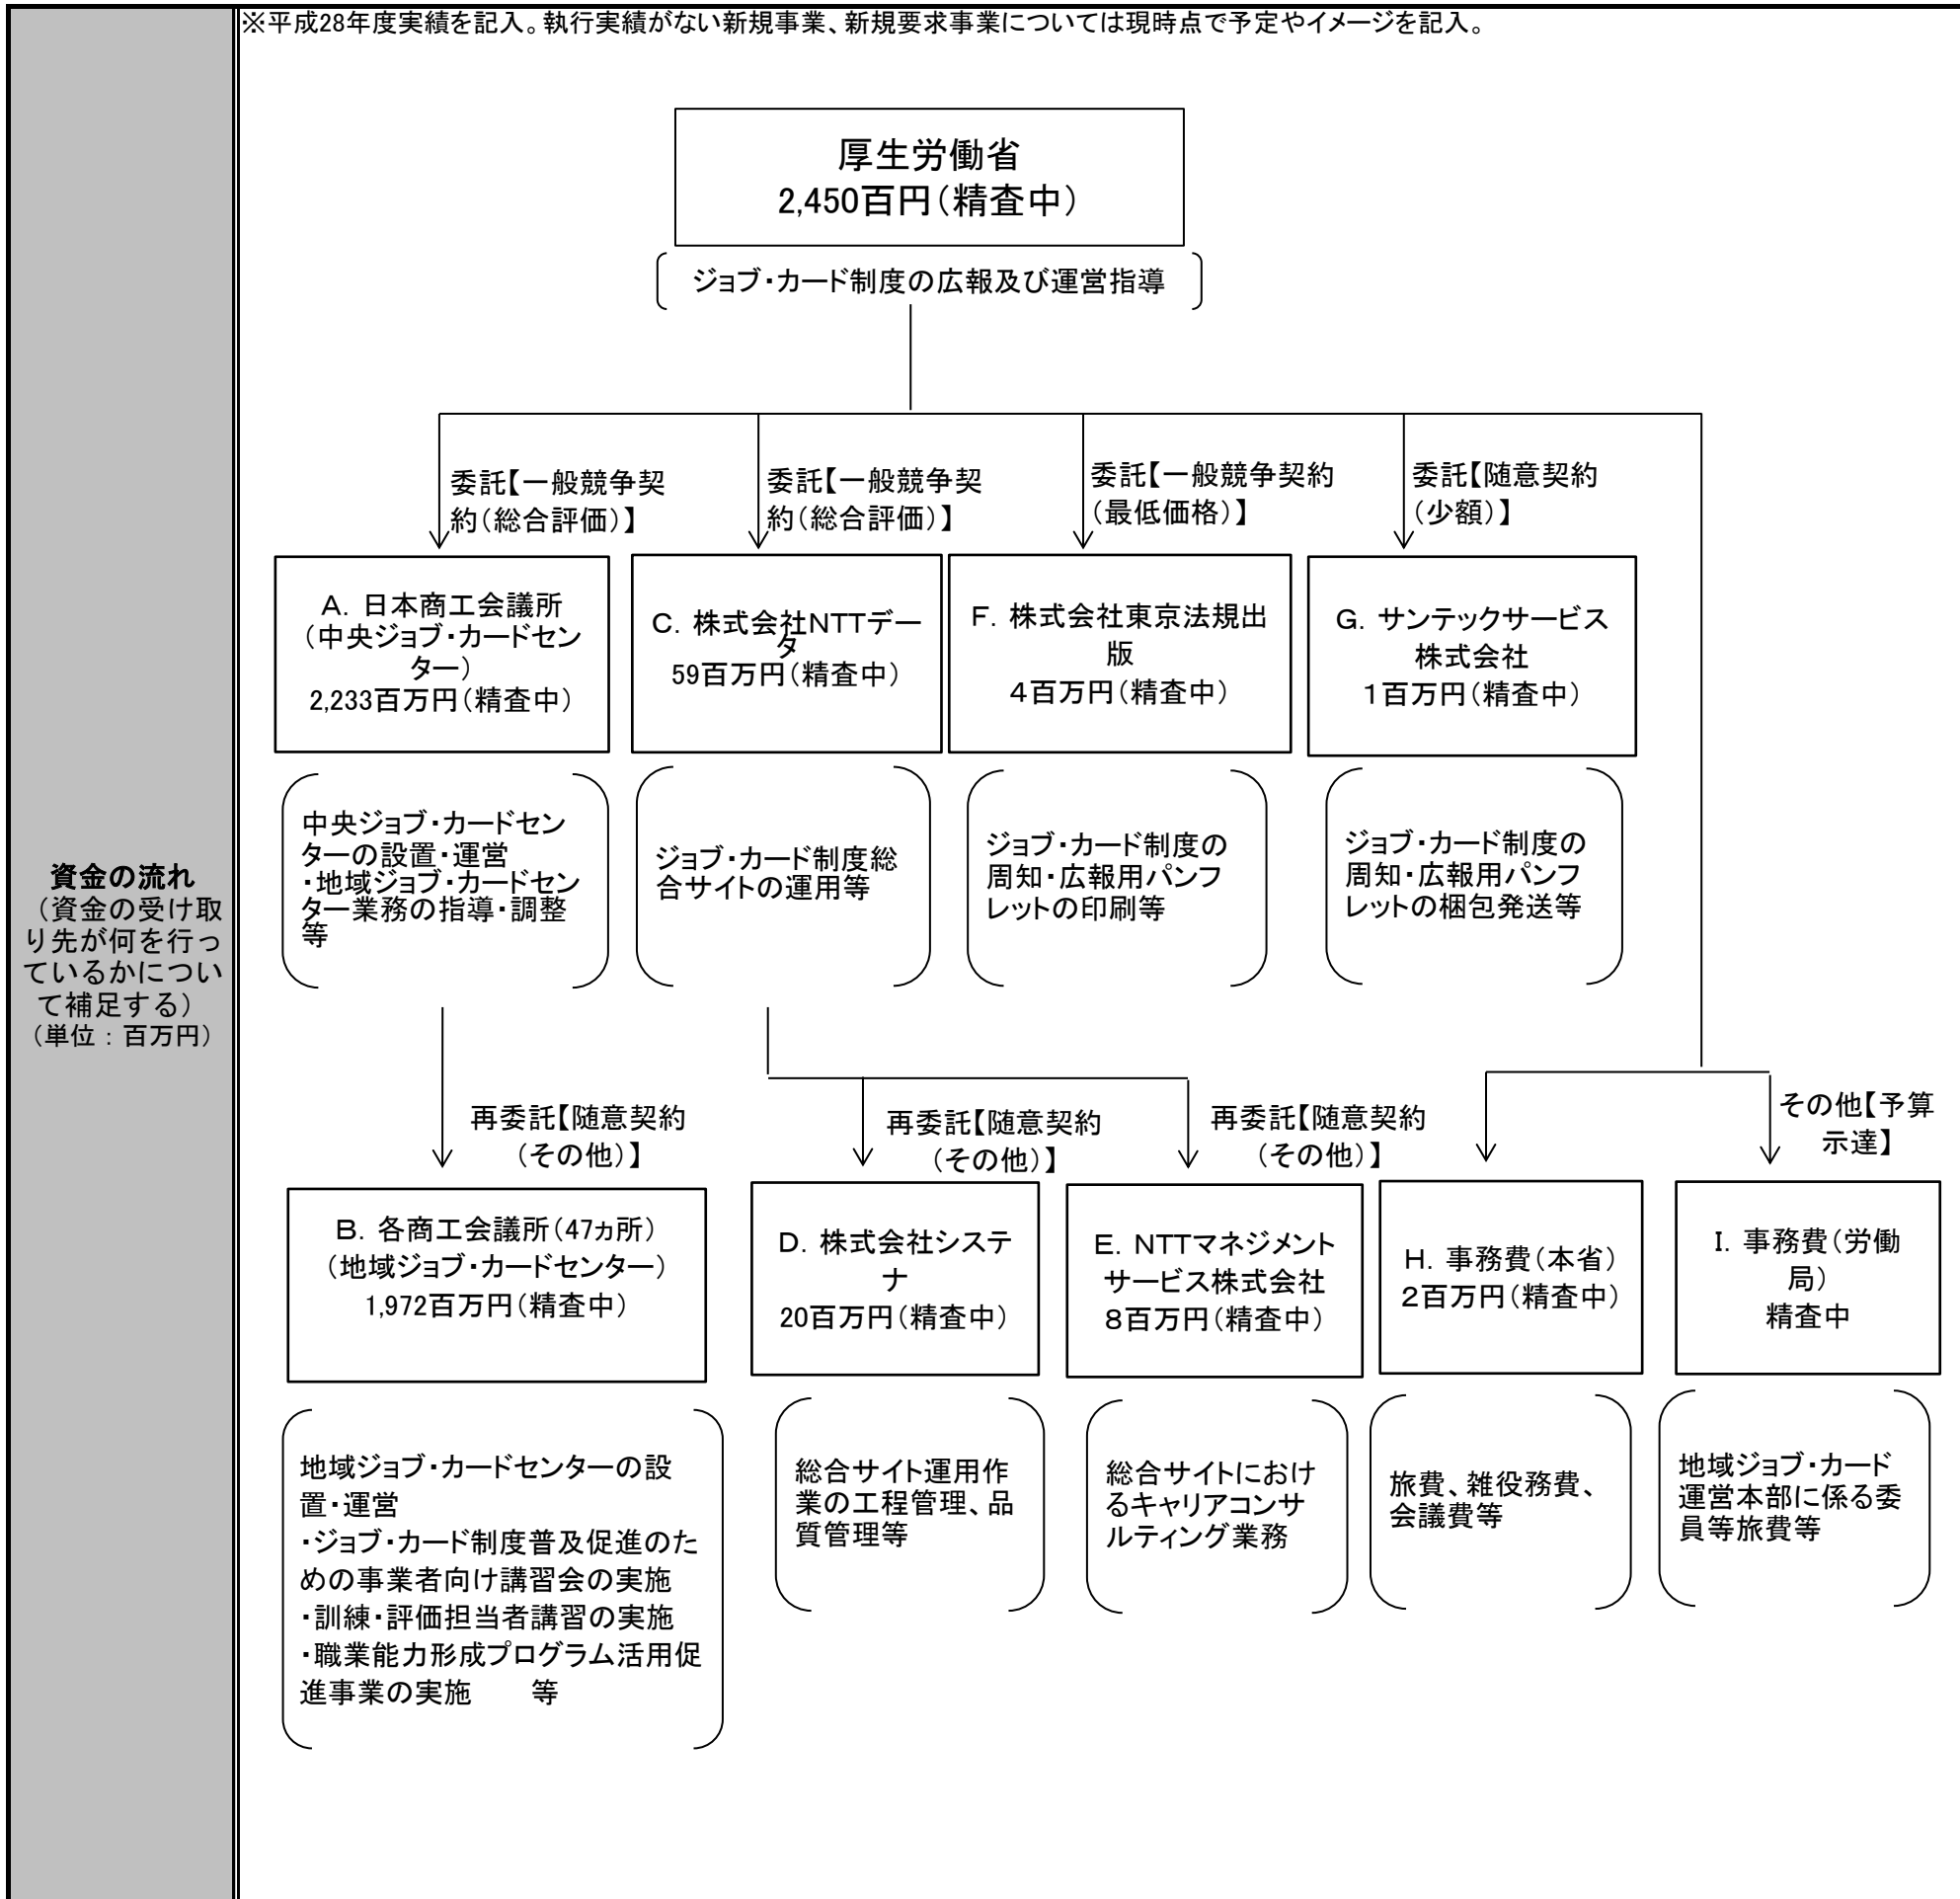 ※平成28年度実績を記入。執行実績がない新規事業、新規要求事業については現時点で予定やイメージを記入。
資金の流れ
（資金の受け取
り先が何を行っ
ているかについ
て補足する）
（単位：百万円）
厚生労働省
2,450百円（精査中）
ジョブ・カード制度の広報及び運営指導
委託【一般競争契
約（総合評価）】
委託【一般競争契
約（総合評価）】
委託【一般競争契約
（最低価格）】
委託【随意契約
（少額）】
A．日本商工会議所
（中央ジョブ・カードセン
ター）
2,233百万円（精査中）
C．株式会社NTTデー
タ
59百万円（精査中）
F．株式会社東京法規出
版
４百万円（精査中）
G．サンテックサービス
株式会社
１百万円（精査中）
中央ジョブ・カードセン
ターの設置・運営
・地域ジョブ・カードセン
ター業務の指導・調整
等
ジョブ・カード制度総
合サイトの運用等
ジョブ・カード制度の
周知・広報用パンフ
レットの印刷等
ジョブ・カード制度の
周知・広報用パンフ
レットの梱包発送等
再委託【随意契約
（その他）】
再委託【随意契約
（その他）】
再委託【随意契約
（その他）】
その他【予算
示達】
B．各商工会議所（47ヵ所）
（地域ジョブ・カードセンター）
1,972百万円（精査中）
D．株式会社システ
ナ
20百万円（精査中）
E．NTTマネジメント
サービス株式会社
８百万円（精査中）
H．事務費（本省）
２百万円（精査中）
I．事務費（労働
局）
精査中
地域ジョブ・カードセンターの設
置・運営
・ジョブ・カード制度普及促進のた
めの事業者向け講習会の実施
・訓練・評価担当者講習の実施
・職業能力形成プログラム活用促
進事業の実施　　等
総合サイト運用作
業の工程管理、品
質管理等
総合サイトにおけ
るキャリアコンサ
ルティング業務
旅費、雑役務費、
会議費等
地域ジョブ・カード
運営本部に係る委
員等旅費等